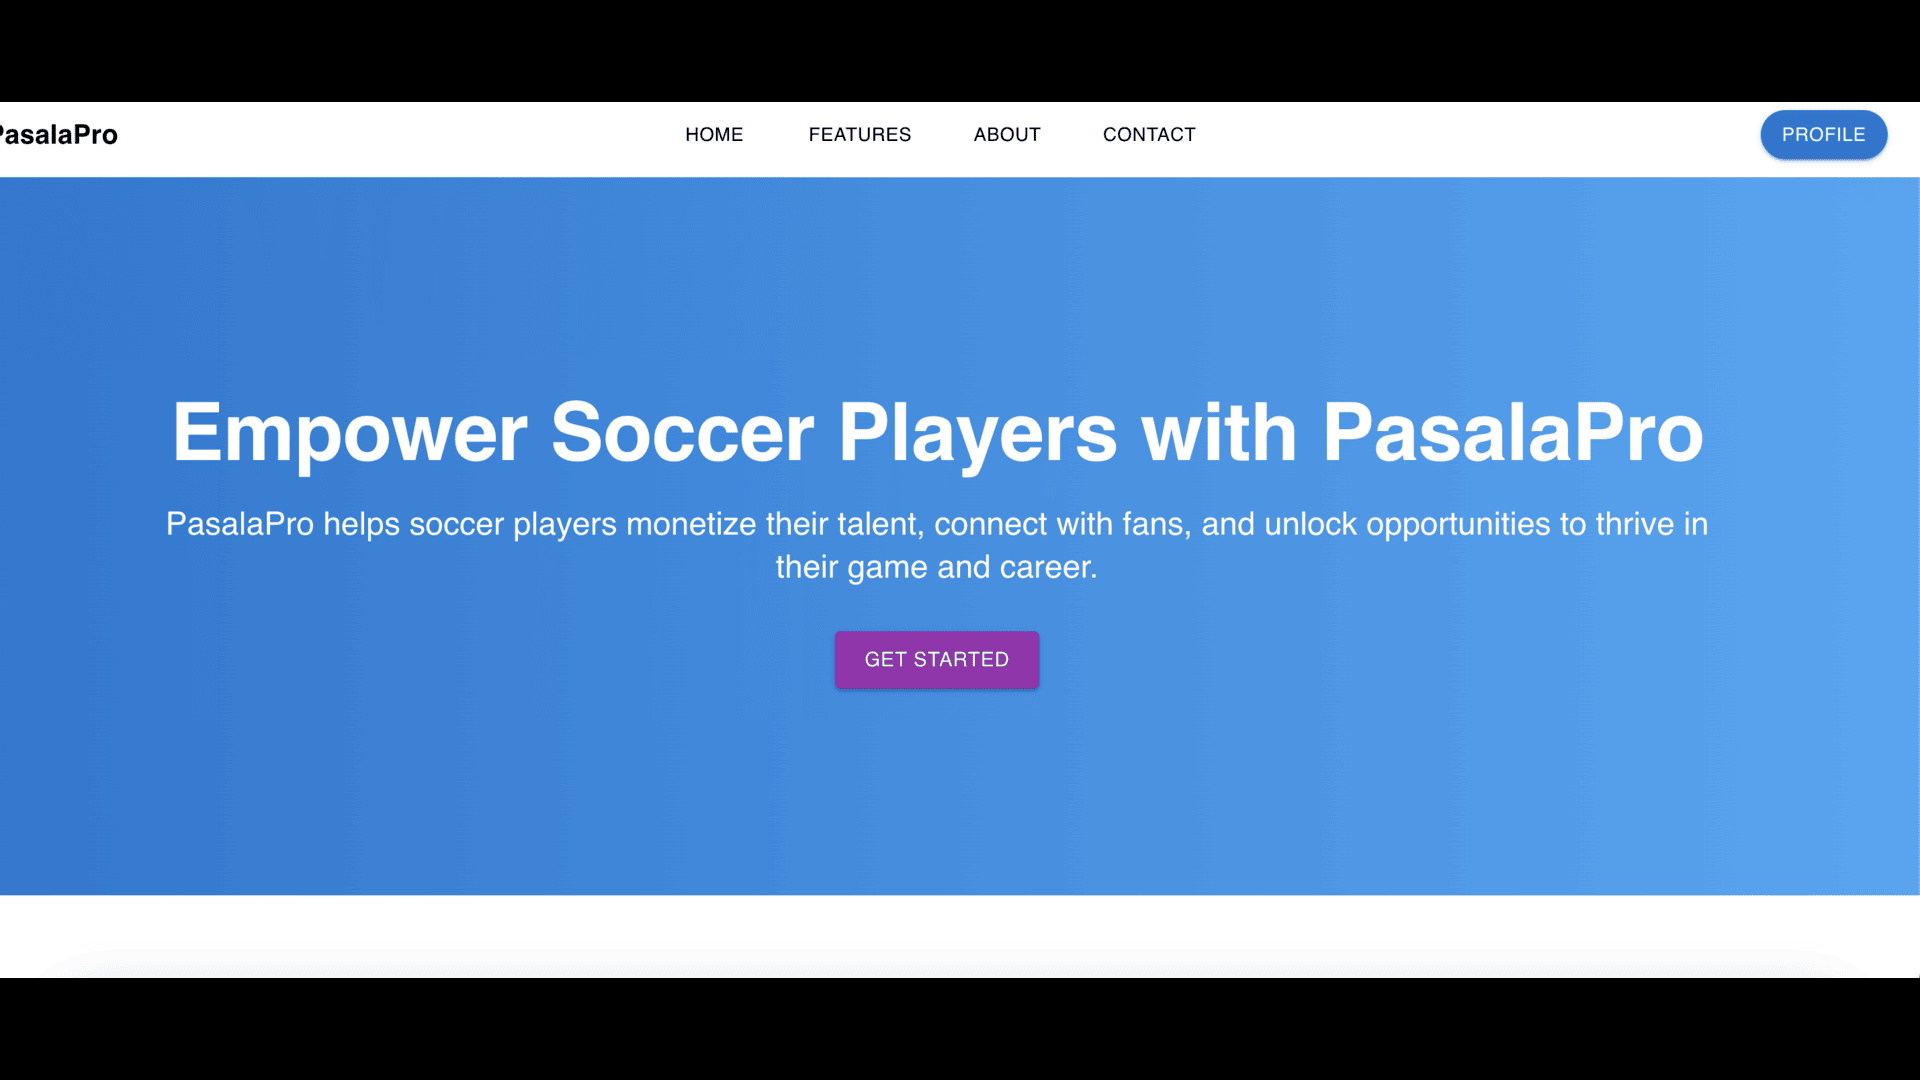 PasalaPro
HOME FEATURES ABOUT CONTACT
PROFILE
Empower Soccer Players with PasalaPro
PasalaPro helps soccer players monetize their talent, connect with fans, and unlock opportunities to thrive in
their game and career.
GET STARTED